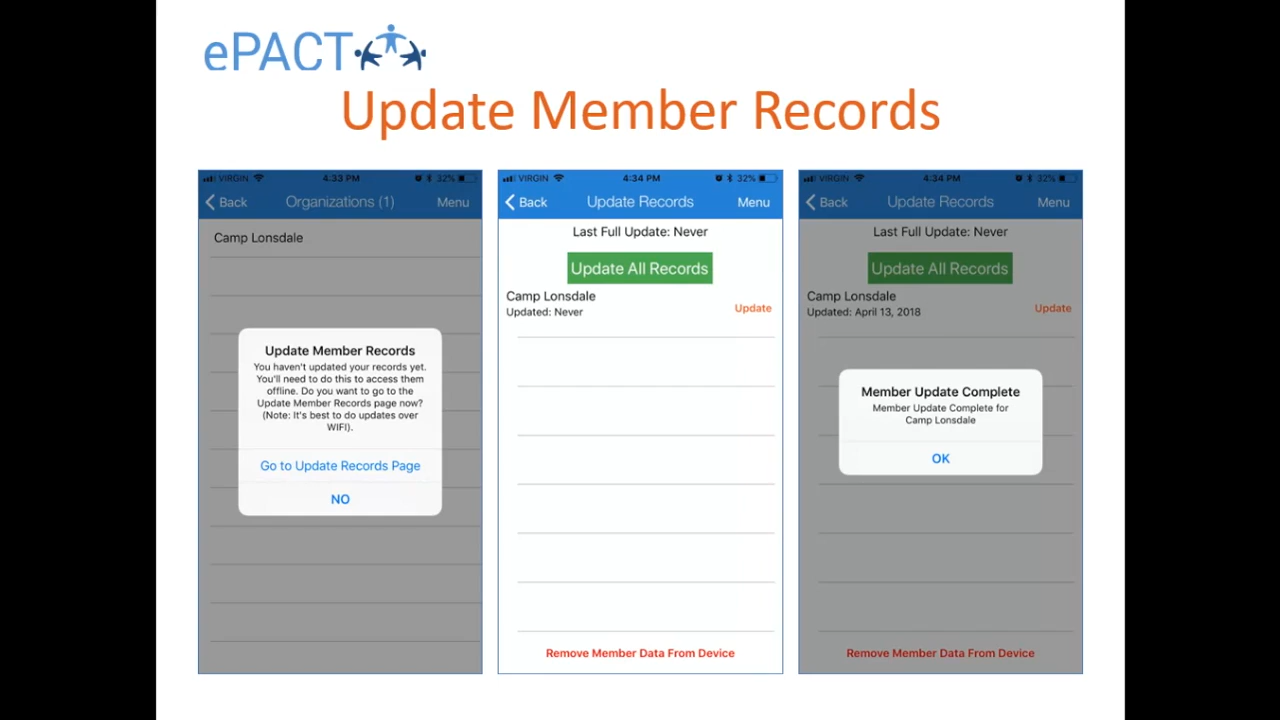 ePACT
Update Member Records
VIRGIN 4:33 PM 32%
Back Organizations (1) Menu
Camp Lonsdale
Update Member Records
You haven't updated your records yet.
You'll need to do this to access them
offline. Do you want to go to the
Update Member Records page now?
(Note: It's best to do updates over
WIFI).
Go to Update Records Page
NO
VIRGIN 4:34 PM 32%
Back Update Records Menu
Last Full Update: Never
Update All Records
Camp Lonsdale
Updated: Never Update
Remove Member Data From Device
VIRGIN 4:34 PM 32%
Back Update Records Menu
Last Full Update: Never
Update All Records
Camp Lonsdale
Updated: April 13, 2018 Update
Member Update Complete
Member Update Complete for
Camp Lonsdale
OK
Remove Member Data From Device